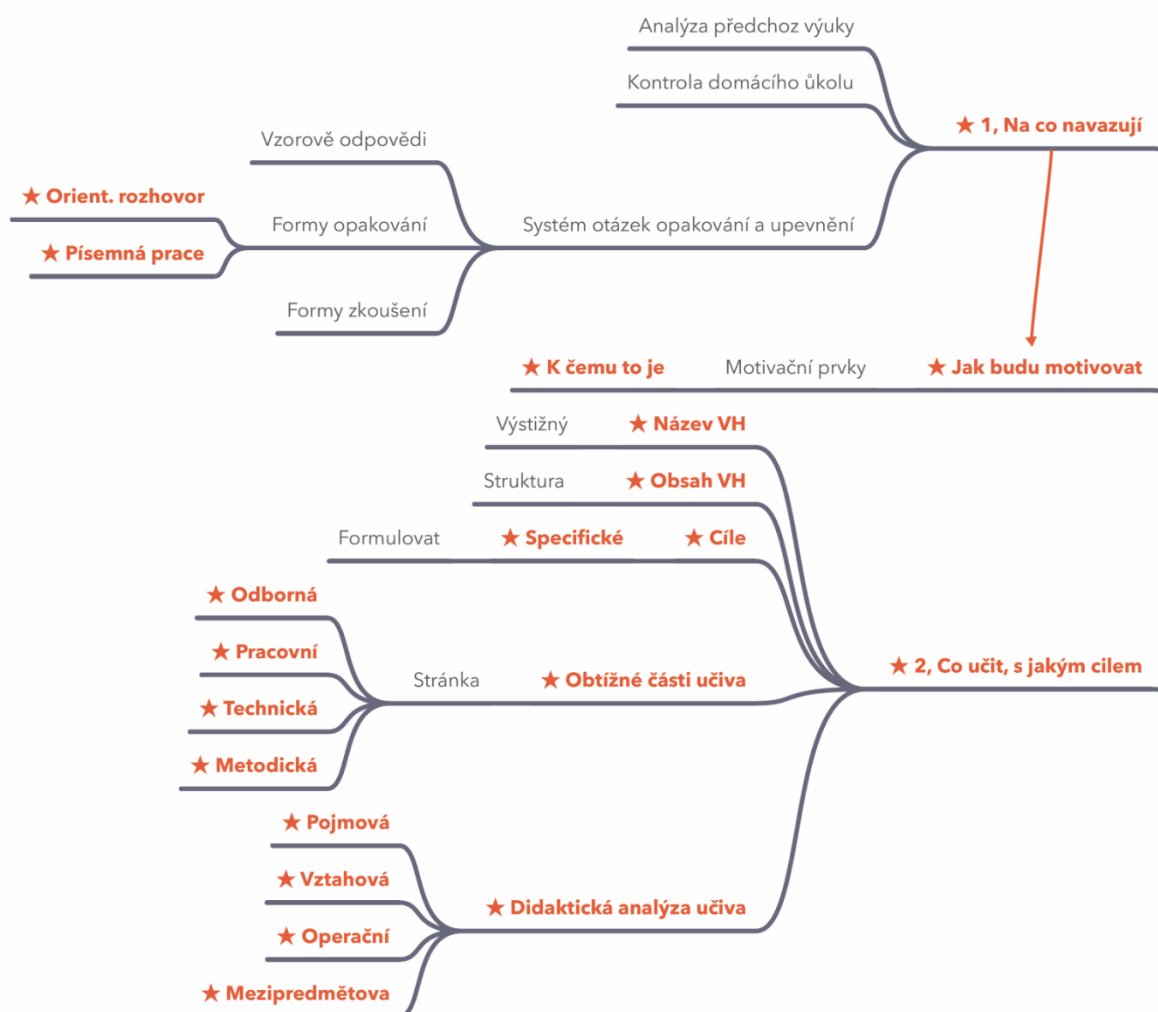 Analýza předchoz výuky
Kontrola domácího ůkolu
★ 1, Na co navazují
Vzorově odpovědi
★ Orient. rozhovor
Formy opakování
Systém otázek opakování a upevnění
★ Písemná prace
Formy zkoušení
★ K čemu to je
Motivační prvky
★ Jak budu motivovat
Výstižný
★ Název VH
Struktura
★ Obsah VH
Formulovat
★ Specifické
★ Cíle
★ Odborná
★ Pracovní
★ 2, Co učit, s jakým cilem
Stránka
★ Obtížné části učiva
★ Technická
★ Metodická
★ Pojmová
★ Vztahová
★ Didaktická analýza učiva
★ Operační
★ Mezipredmětova